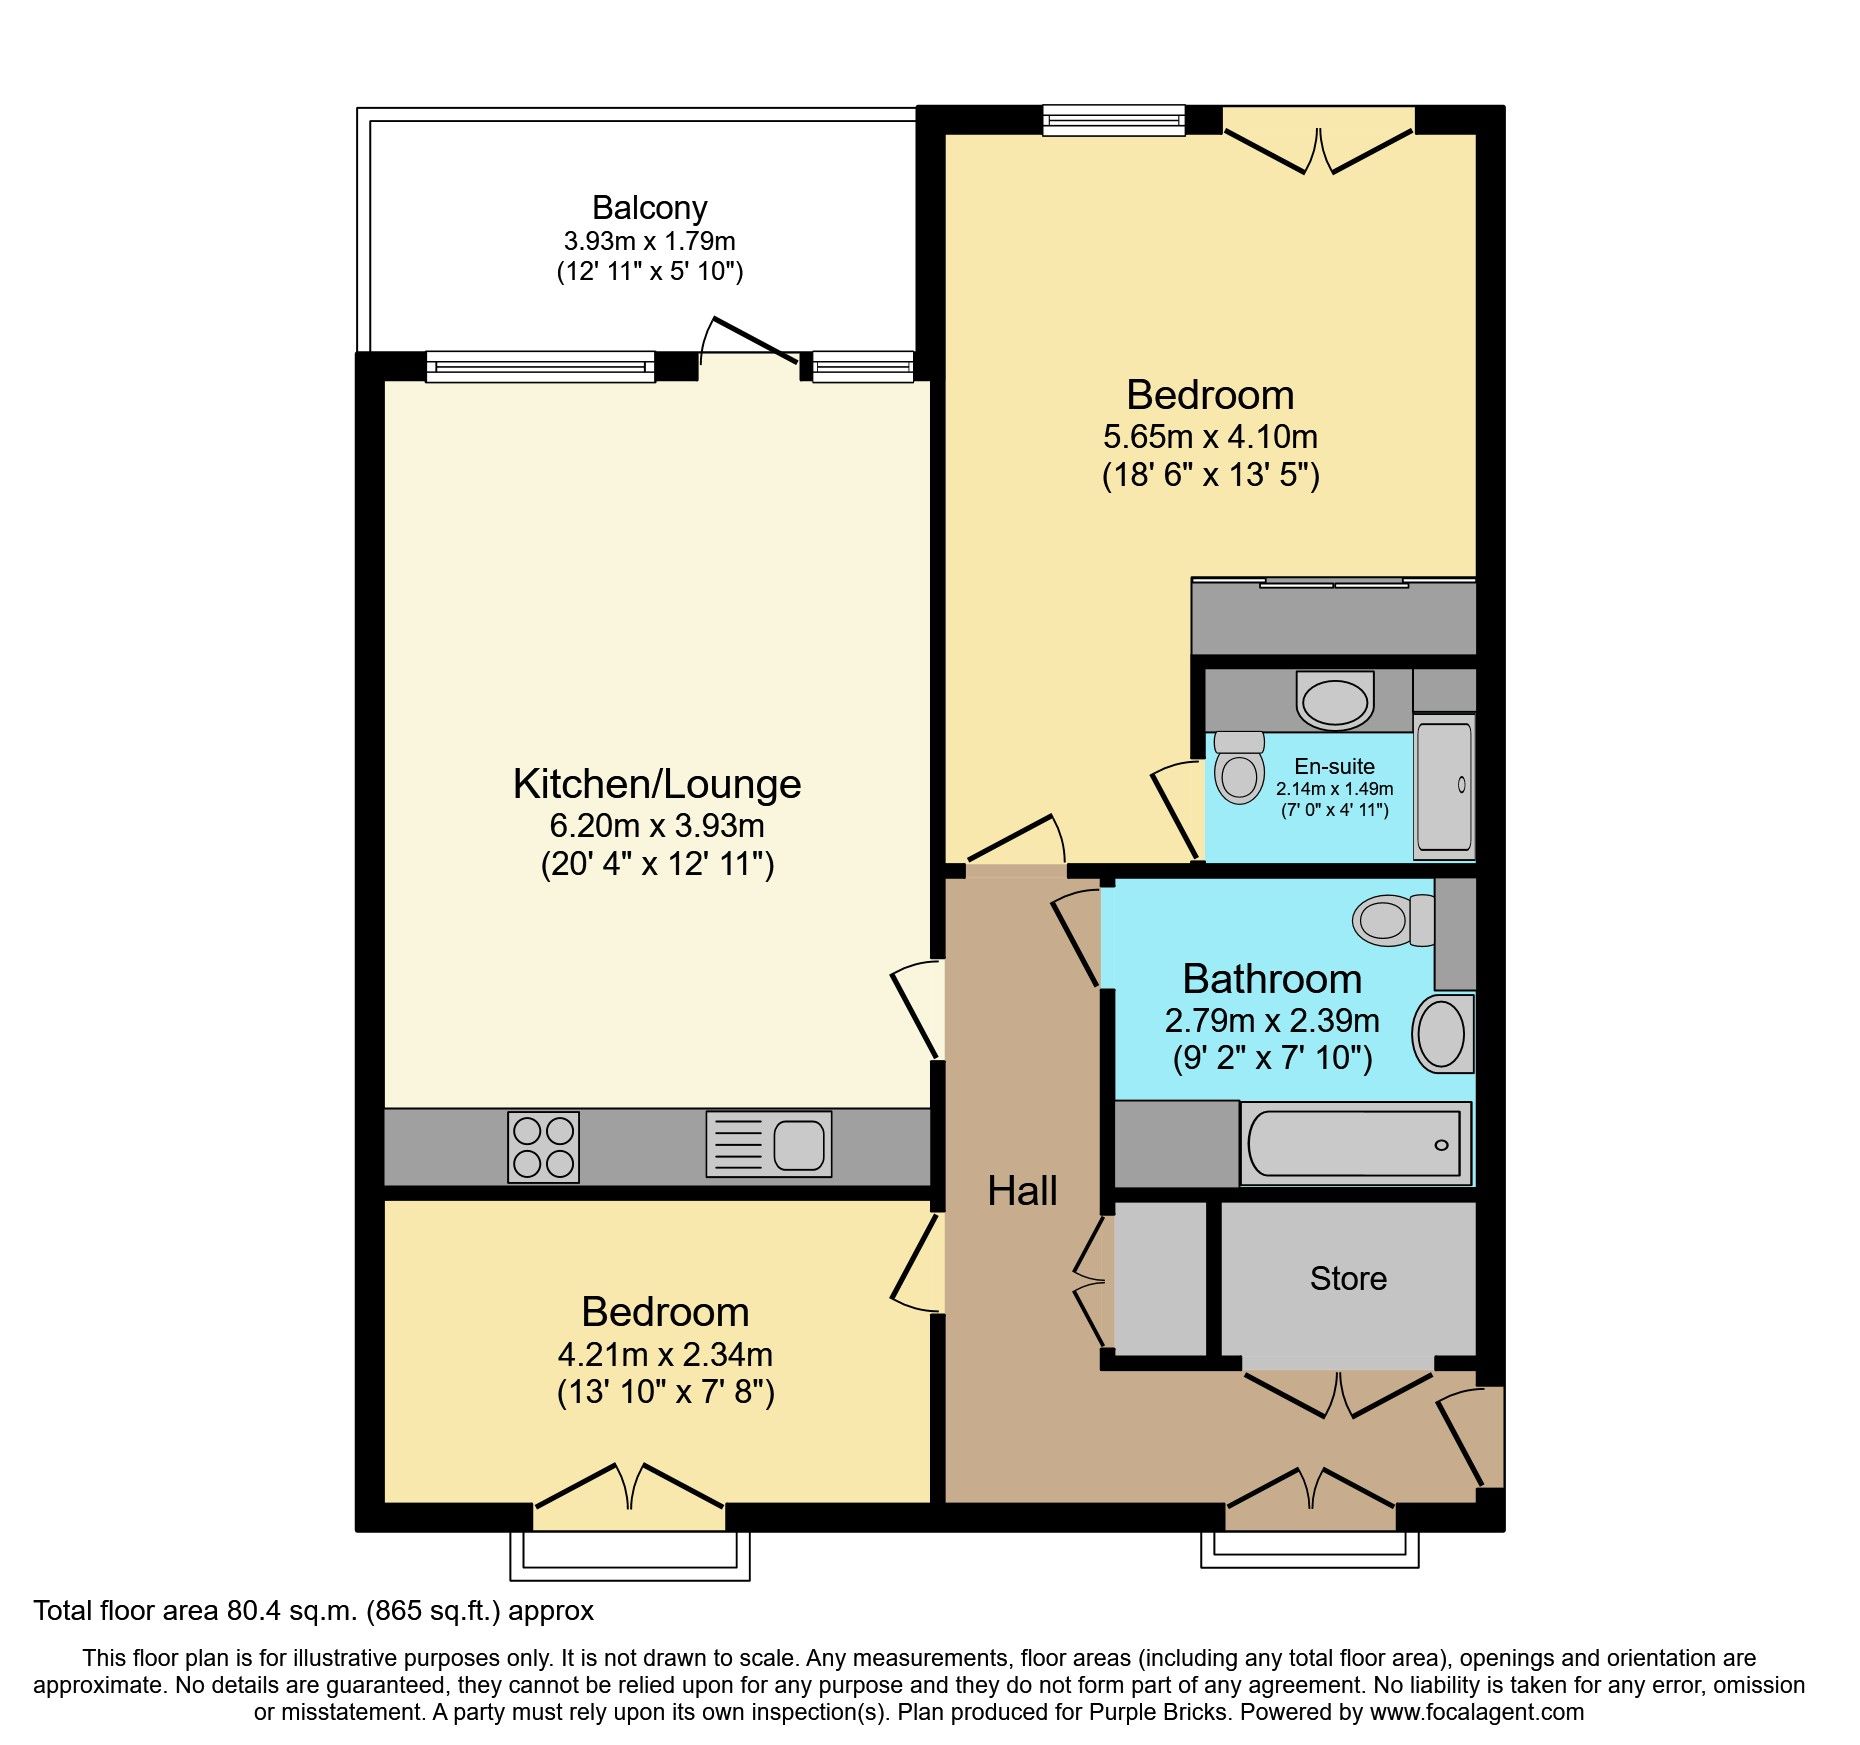 Balcony
3.93m x 1.79m
(12' 11" x 5' 10")
Bedroom
5.65m x 4.10m
(18' 6" x 13' 5")
Kitchen/Lounge
6.20m x 3.93m
(20' 4" x 12' 11")
En-suite
2.14m x 1.49m
(7' 0" x 4' 11")
Bathroom
2.79m x 2.39m
(9' 2" x 7' 10")
Hall
Store
Bedroom
4.21m x 2.34m
(13' 10" x 7' 8")
Total floor area 80.4 sq.m. (865 sq.ft.) approx
This floor plan is for illustrative purposes only. It is not drawn to scale. Any measurements, floor areas (including any total floor area), openings and orientation are
approximate. No details are guaranteed, they cannot be relied upon for any purpose and they do not form part of any agreement. No liability is taken for any error, omission
or misstatement. A party must rely upon its own inspection(s). Plan produced for Purple Bricks. Powered by www.focalagent.com